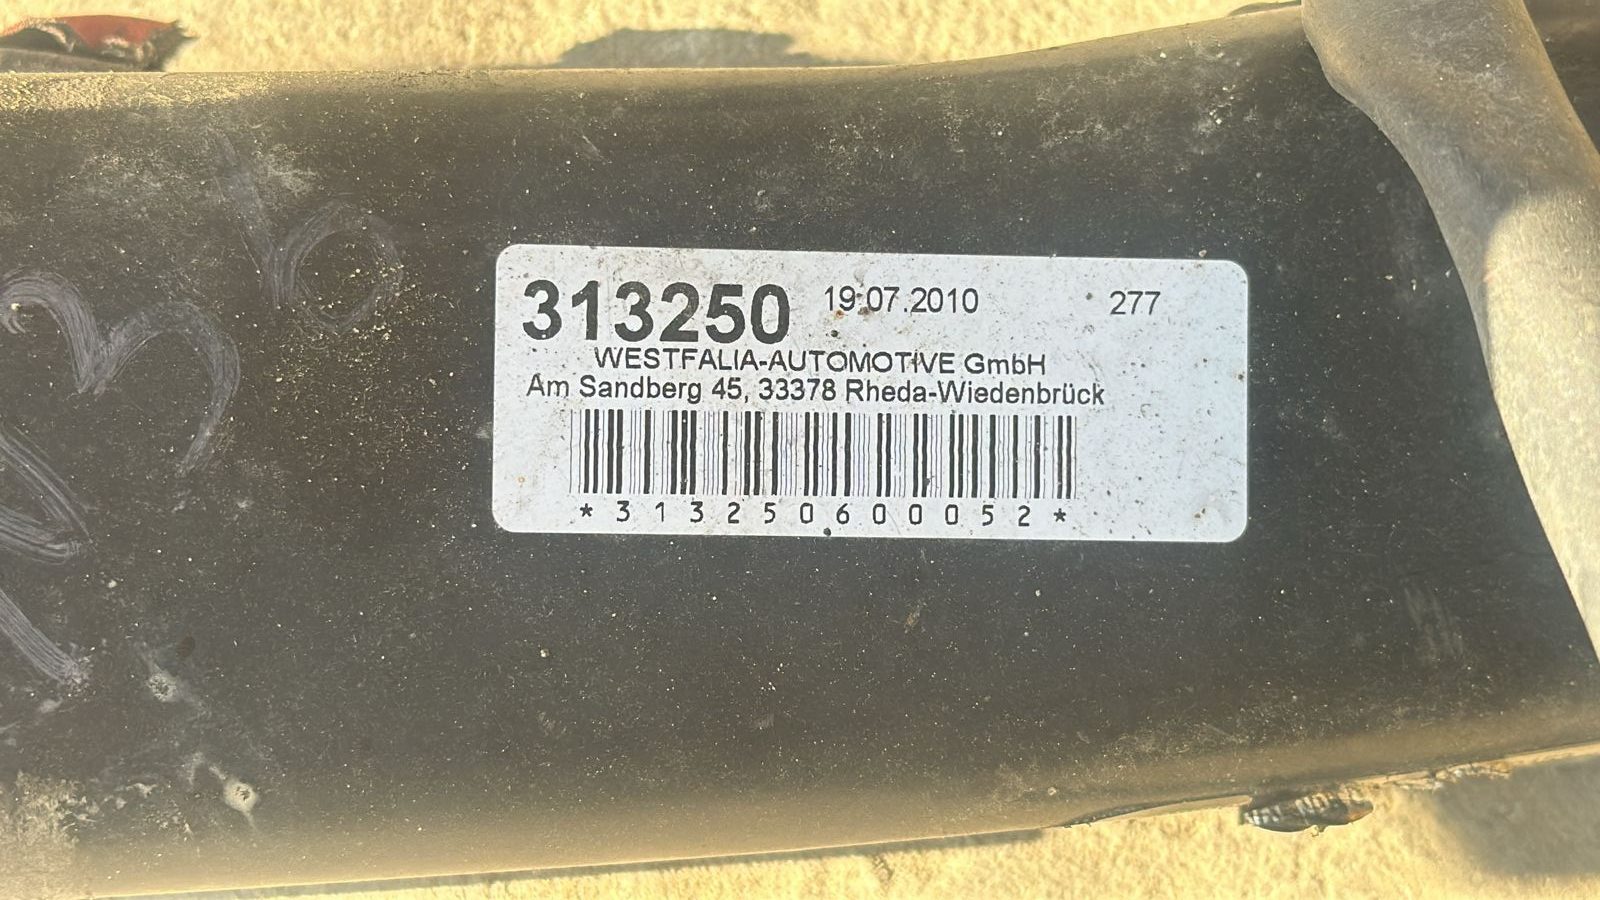 313250 19.07.2010 277
WESTFALIA-AUTOMOTIVE GmbH
Am Sandberg 45, 33378 Rheda-Wiedenbrück
*313250600052*